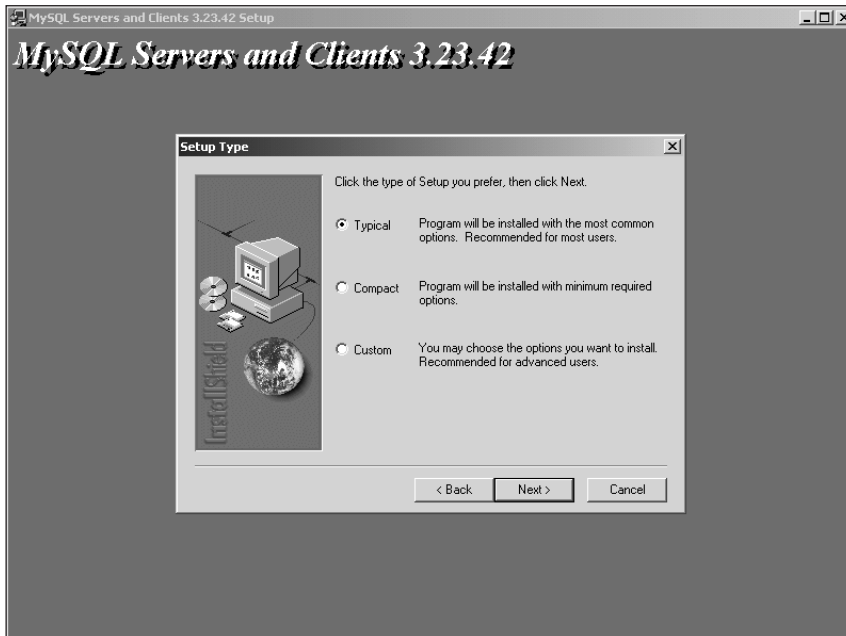 MySQL Servers and Clients 3.23.42 Setup
MySQL Servers and Clients 3.23.42
Setup Type
Click the type of Setup you prefer, then click Next.
Typical Program will be installed with the most common
options. Recommended for most users.
Compact Program will be installed with minimum required
options.
Custom You may choose the options you want to install.
Recommended for advanced users.
InstallShield
< Back Next > Cancel